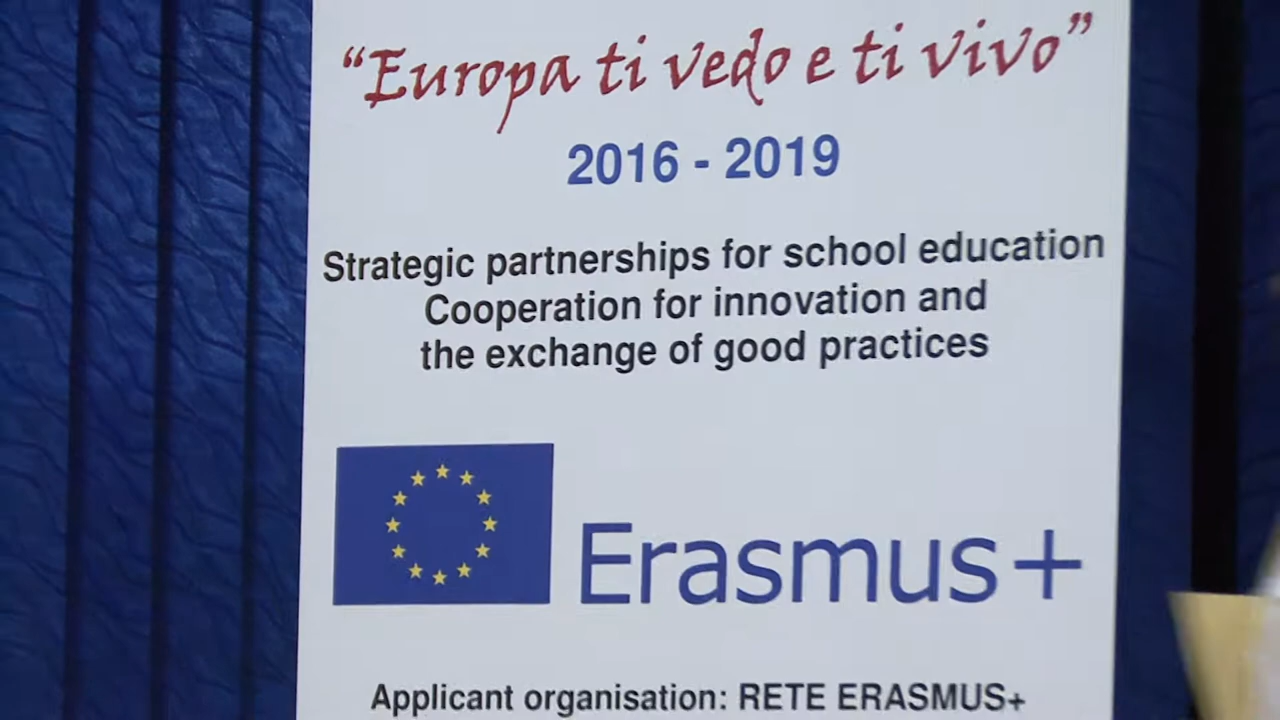 “Europa ti vedo e ti vivo”
2016 - 2019
Strategic partnerships for school education
Cooperation for innovation and
the exchange of good practices
Erasmus+
Applicant organisation: RETE ERASMUS+